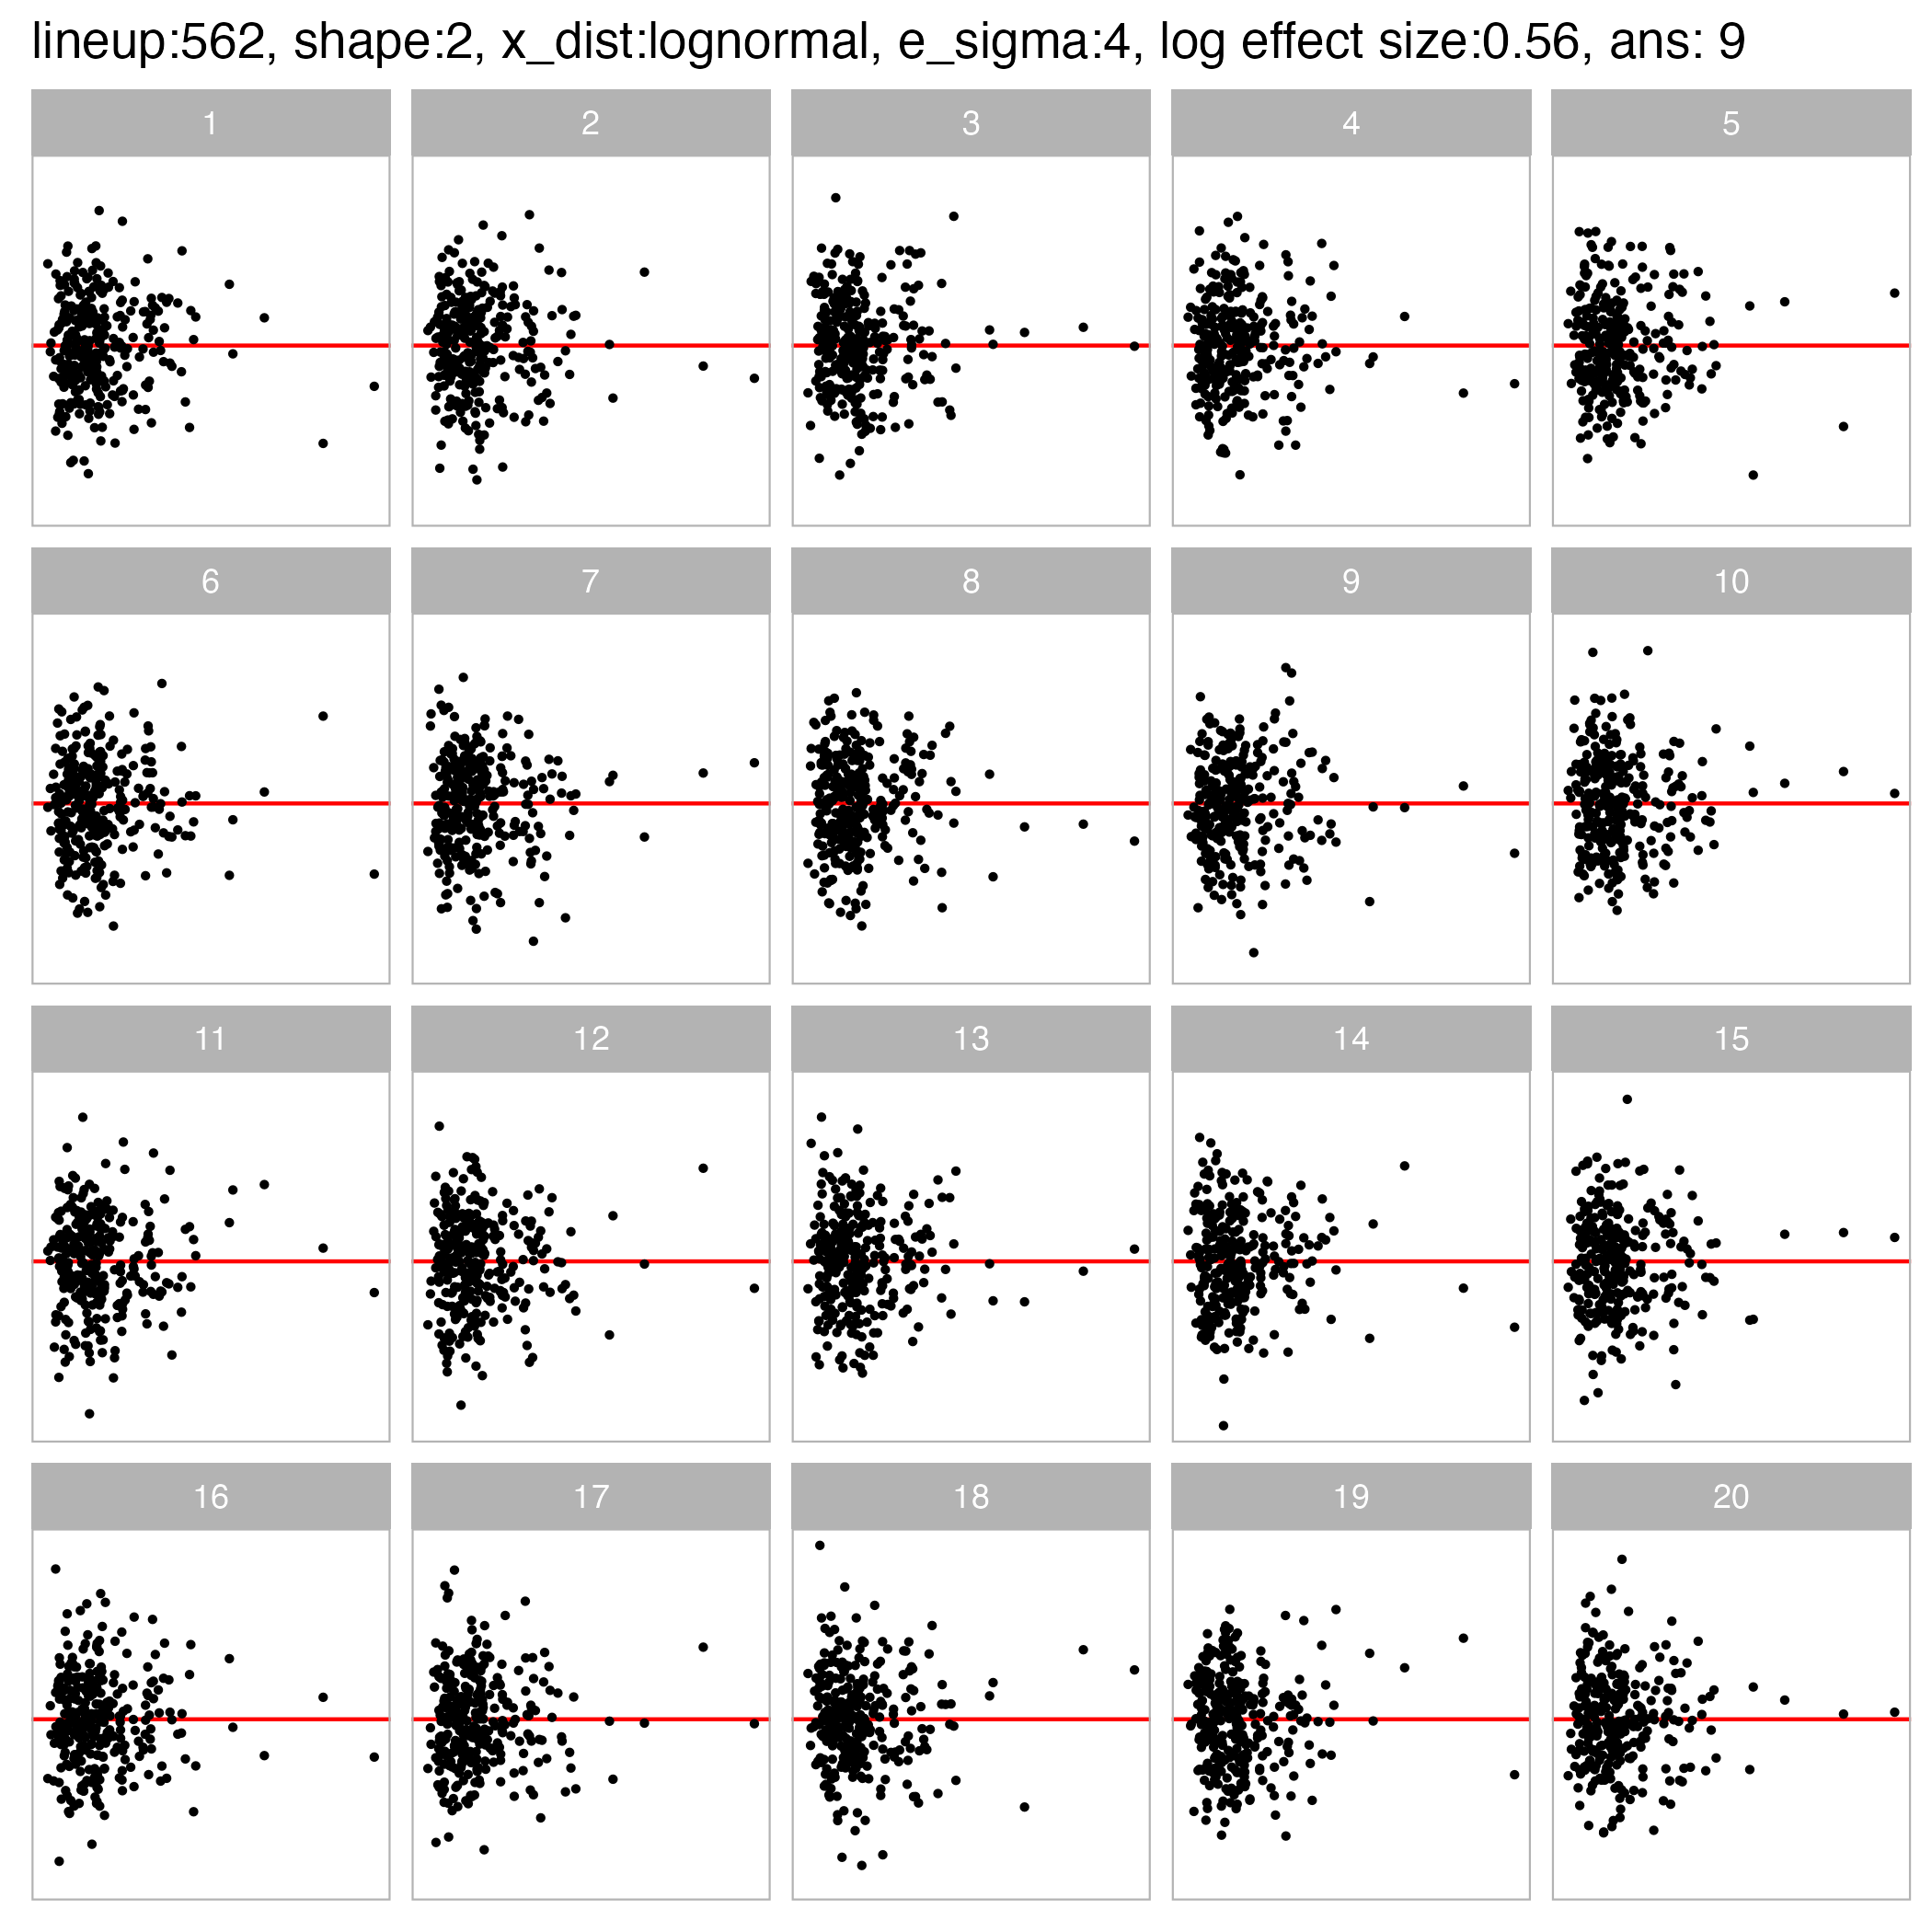 lineup:562, shape:2, x_dist:lognormal, e_sigma:4, log effect size:0.56, ans: 9
1 2 3 4 5
6 7 8 9 10
11 12 13 14 15
16 17 18 19 20